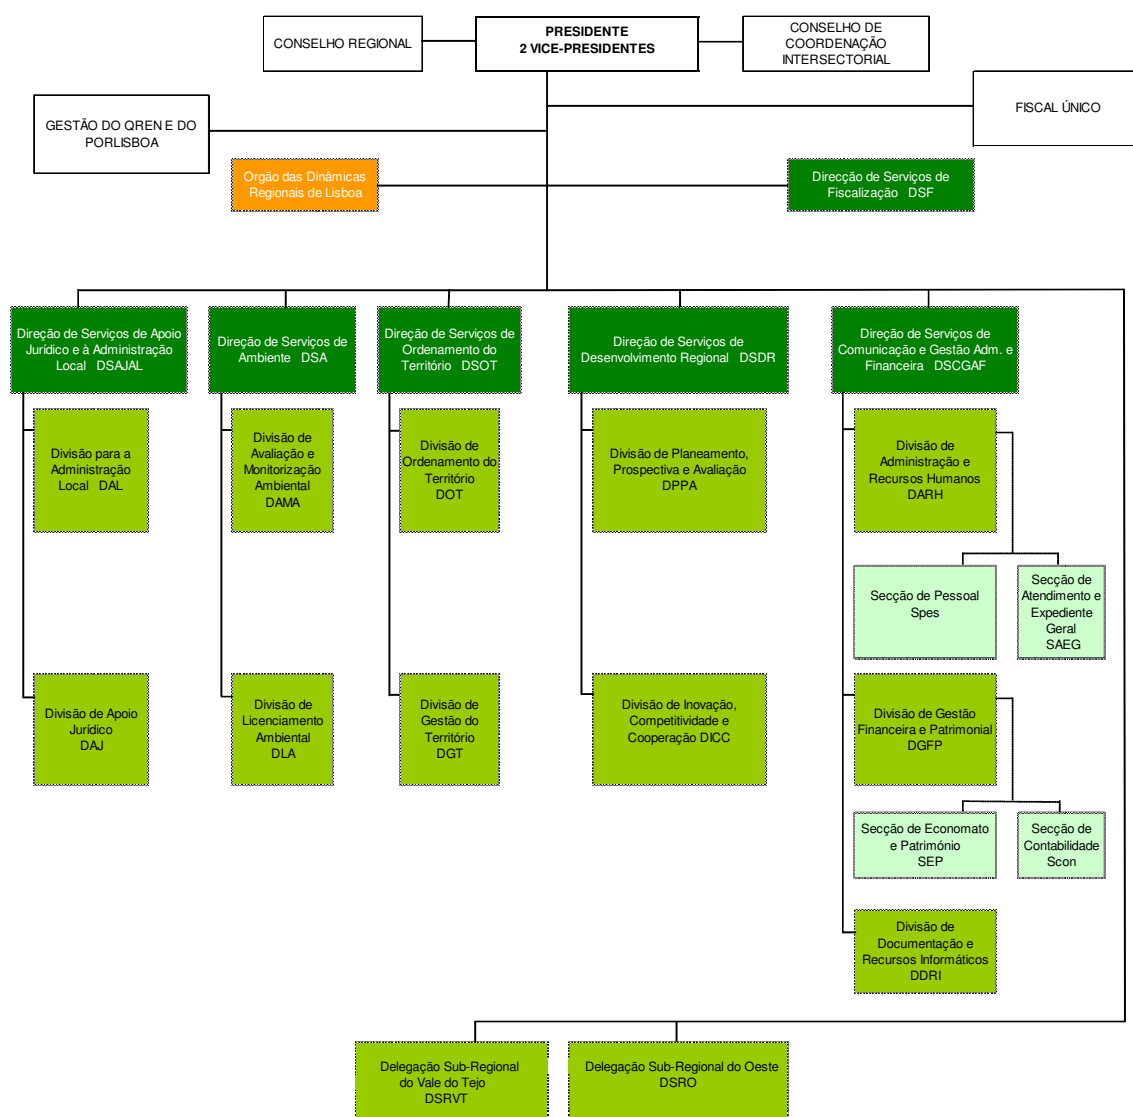 CONSELHO REGIONAL
PRESIDENTE
2 VICE-PRESIDENTES
CONSELHO DE
COORDENAÇÃO
INTERSECTORIAL
GESTÃO DO QREN E DO
PORLISBOA
FISCAL ÚNICO
Orgão das Dinâmicas
Regionais de Lisboa
Direcção de Serviços de
Fiscalização DSF
Direção de Serviços de Apoio
Jurídico e à Administração
Local DSAJAL
Direção de Serviços de
Ambiente DSA
Direção de Serviços de
Ordenamento do
Território DSOT
Direção de Serviços de
Desenvolvimento Regional DSDR
Direção de Serviços de
Comunicação e Gestão Adm. e
Financeira DSCGAF
Divisão para a
Administração
Local DAL
Divisão de
Avaliação e
Monitorização
Ambiental
DAMA
Divisão de
Ordenamento do
Território
DOT
Divisão de Planeamento,
Prospectiva e Avaliação
DPPA
Divisão de
Administração e
Recursos Humanos
DARH
Secção de Pessoal
Spes
Secção de
Atendimento e
Expediente
Geral
SAEG
Divisão de Apoio
Jurídico
DAJ
Divisão de
Licenciamento
Ambiental
DLA
Divisão de
Gestão do
Território
DGT
Divisão de Inovação,
Competitividade e
Cooperação DICC
Divisão de Gestão
Financeira e Patrimonial
DGFP
Secção de Economato
e Património
SEP
Secção de
Contabilidade
Scon
Divisão de
Documentação e
Recursos Informáticos
DDRI
Delegação Sub-Regional
do Vale do Tejo
DSRVT
Delegação Sub-Regional do Oeste
DSRO